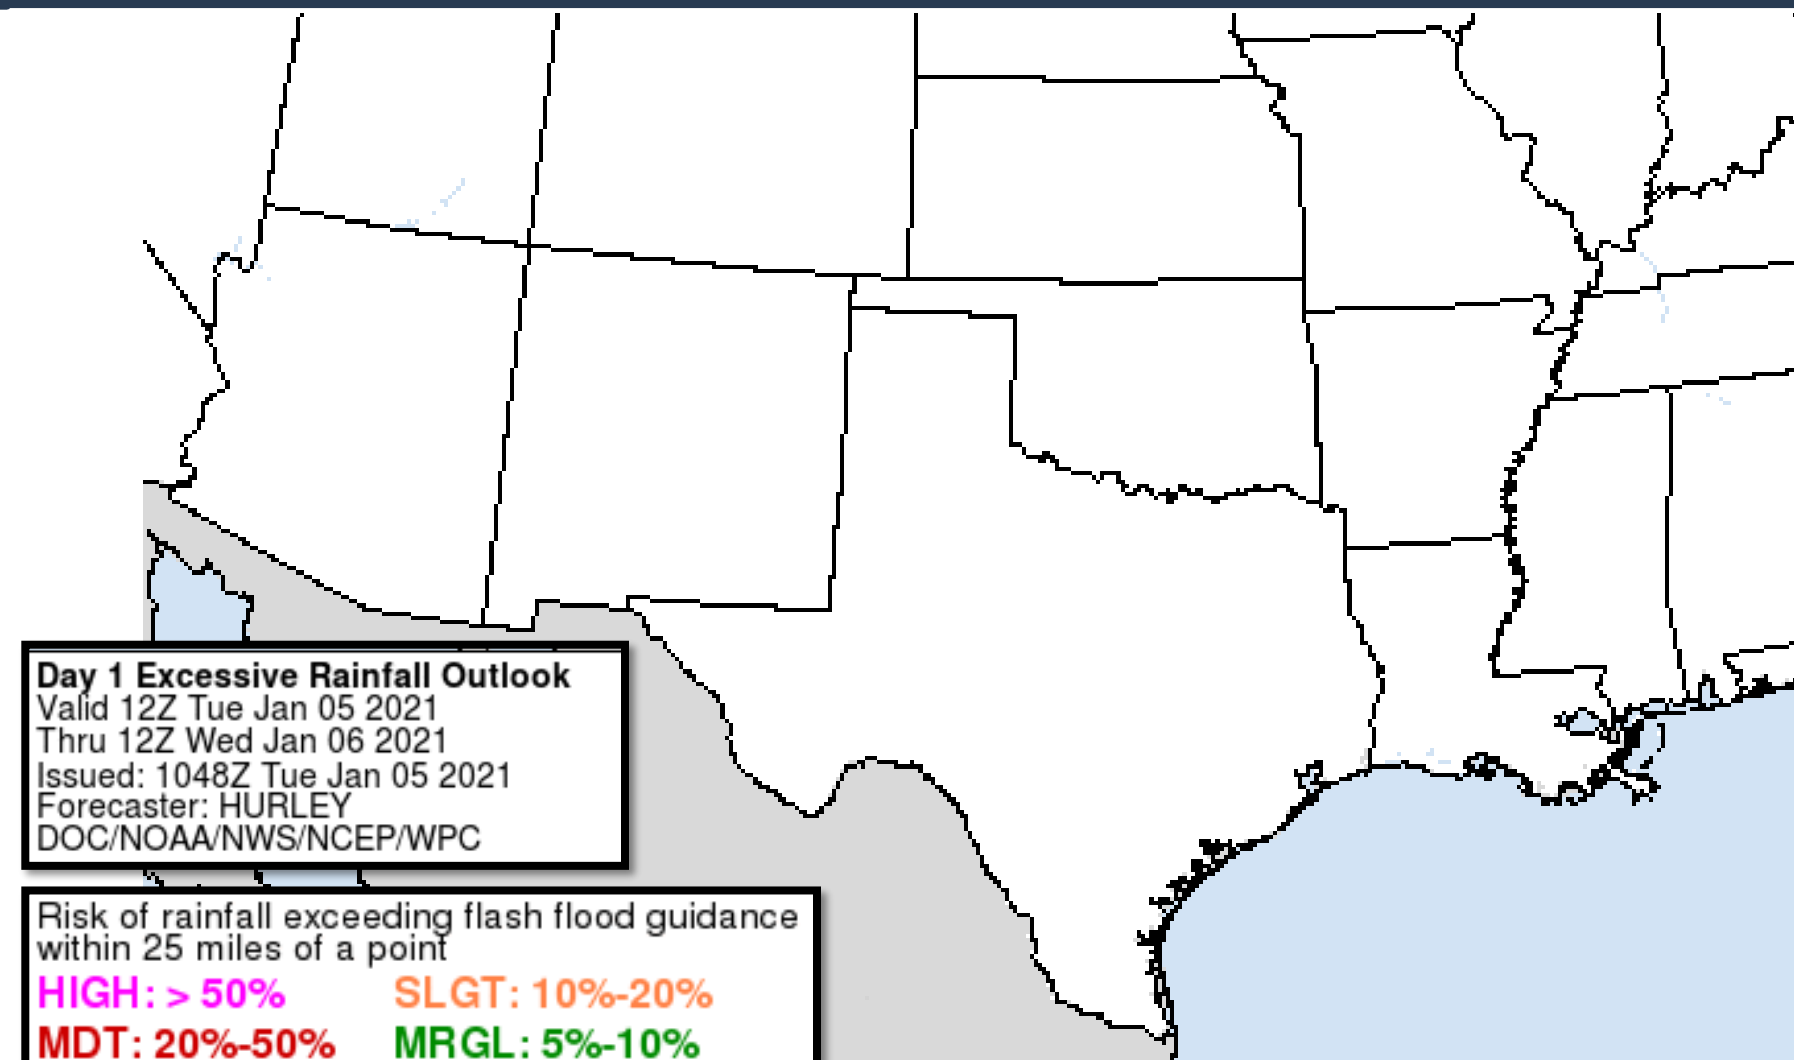 Day 1 Excessive Rainfall Outlook
Valid 12Z Tue Jan 05 2021
Thru 12Z Wed Jan 06 2021
Issued: 1048Z Tue Jan 05 2021
Forecaster: HURLEY
DOC/NOAA/NWS/NCEP/WPC
Risk of rainfall exceeding flash flood guidance
within 25 miles of a point
HIGH: > 50% SLGT: 10%-20%
MDT: 20%-50% MRGL: 5%-10%